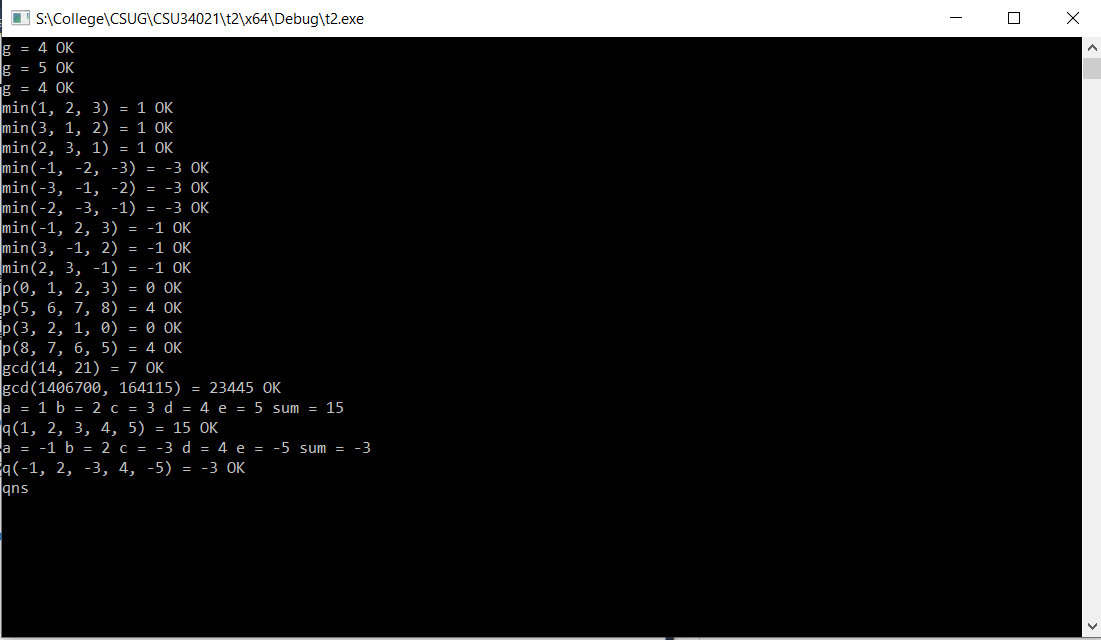 S:\College\CSUG\CSU34021\t2\x64\Debug\t2.exe
g = 4 OK
g = 5 OK
g = 4 OK
min(1, 2, 3) = 1 OK
min(3, 1, 2) = 1 OK
min(2, 3, 1) = 1 OK
min(-1, -2, -3) = -3 OK
min(-3, -1, -2) = -3 OK
min(-2, -3, -1) = -3 OK
min(-1, 2, 3) = -1 OK
min(3, -1, 2) = -1 OK
min(2, 3, -1) = -1 OK
p(0, 1, 2, 3) = 0 OK
p(5, 6, 7, 8) = 4 OK
p(3, 2, 1, 0) = 0 OK
p(8, 7, 6, 5) = 4 OK
gcd(14, 21) = 7 OK
gcd(1406700, 164115) = 23445 OK
a = 1 b = 2 c = 3 d = 4 e = 5 sum = 15
q(1, 2, 3, 4, 5) = 15 OK
a = -1 b = 2 c = -3 d = 4 e = -5 sum = -3
q(-1, 2, -3, 4, -5) = -3 OK
qns